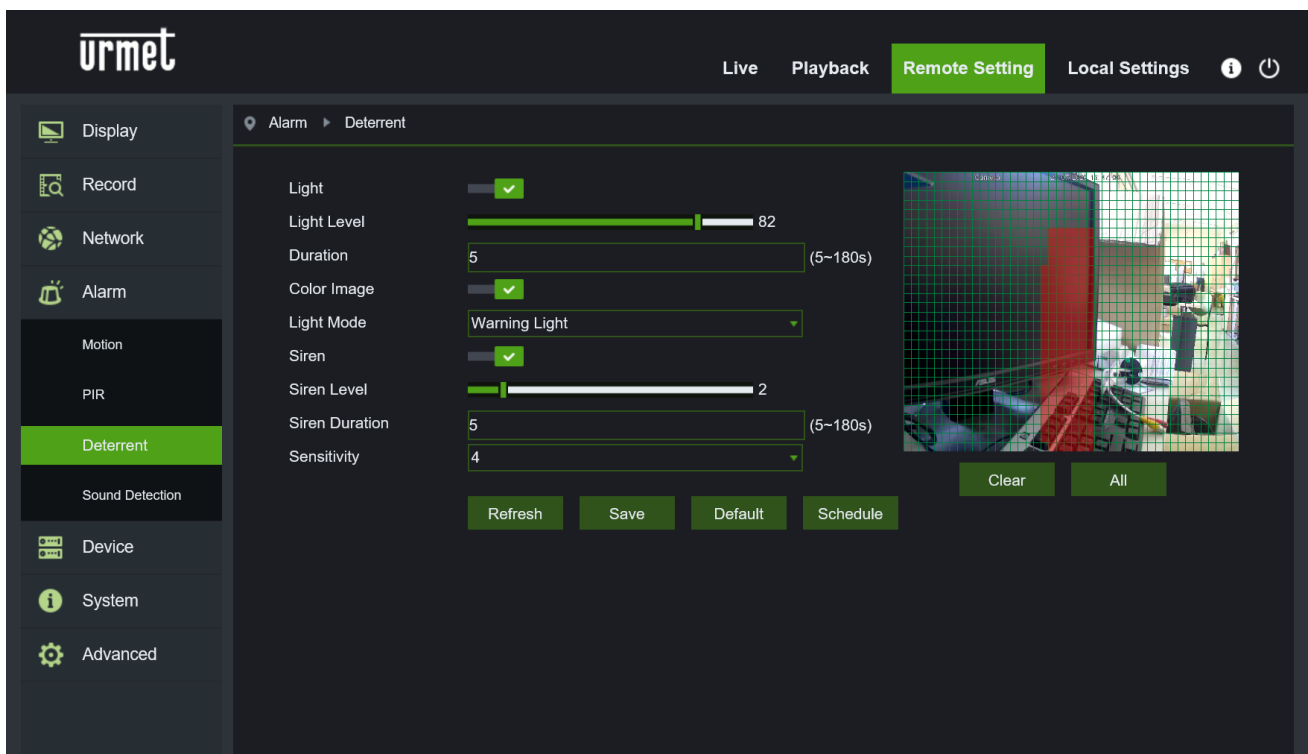 urmet
Live Playback Remote Setting Local Settings
Display
Record
Network
Alarm
Motion
PIR
Deterrent
Sound Detection
Device
System
Advanced
Alarm Deterrent
Light
Light Level 82
Duration 5 (5~180s)
Color Image
Light Mode Warning Light
Siren
Siren Level 2
Siren Duration 5 (5~180s)
Sensitivity 4
Refresh Save Default Schedule
ASUS
Clear All